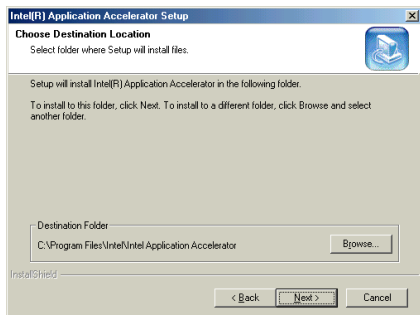 Intel(R) Application Accelerator Setup
Choose Destination Location
Select folder where Setup will install files.
Setup will install Intel(R) Application Accelerator in the following folder.
To install to this folder, click Next. To install to a different folder, click Browse and select
another folder.
Destination Folder
C:\Program Files\Intel\Intel Application Accelerator
Browse...
InstallShield
< Back
Next >
Cancel